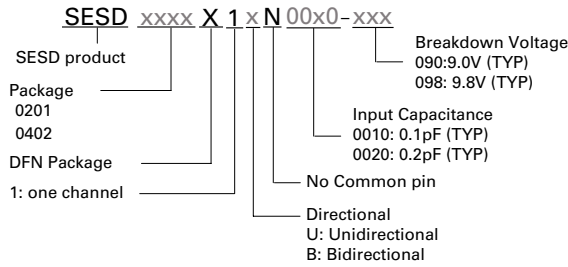 SESD xxxx X 1 x N 00x0-xxx
SESD product
Package
0201
0402
DFN Package
1: one channel
Breakdown Voltage
090:9.0V (TYP)
098: 9.8V (TYP)
Input Capacitance
0010: 0.1pF (TYP)
0020: 0.2pF (TYP)
No Common pin
Directional
U: Unidirectional
B: Bidirectional